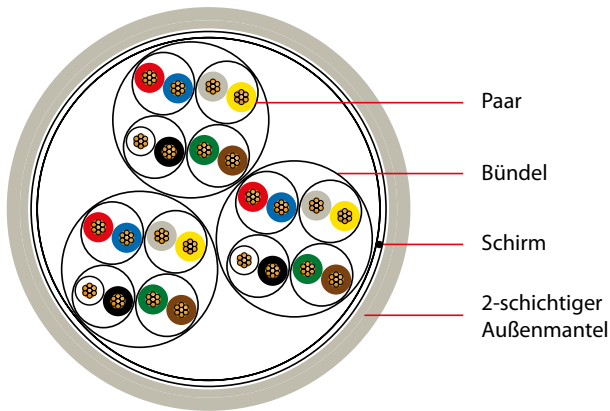 Paar
Bündel
Schirm
2-schichtiger
Außenmantel